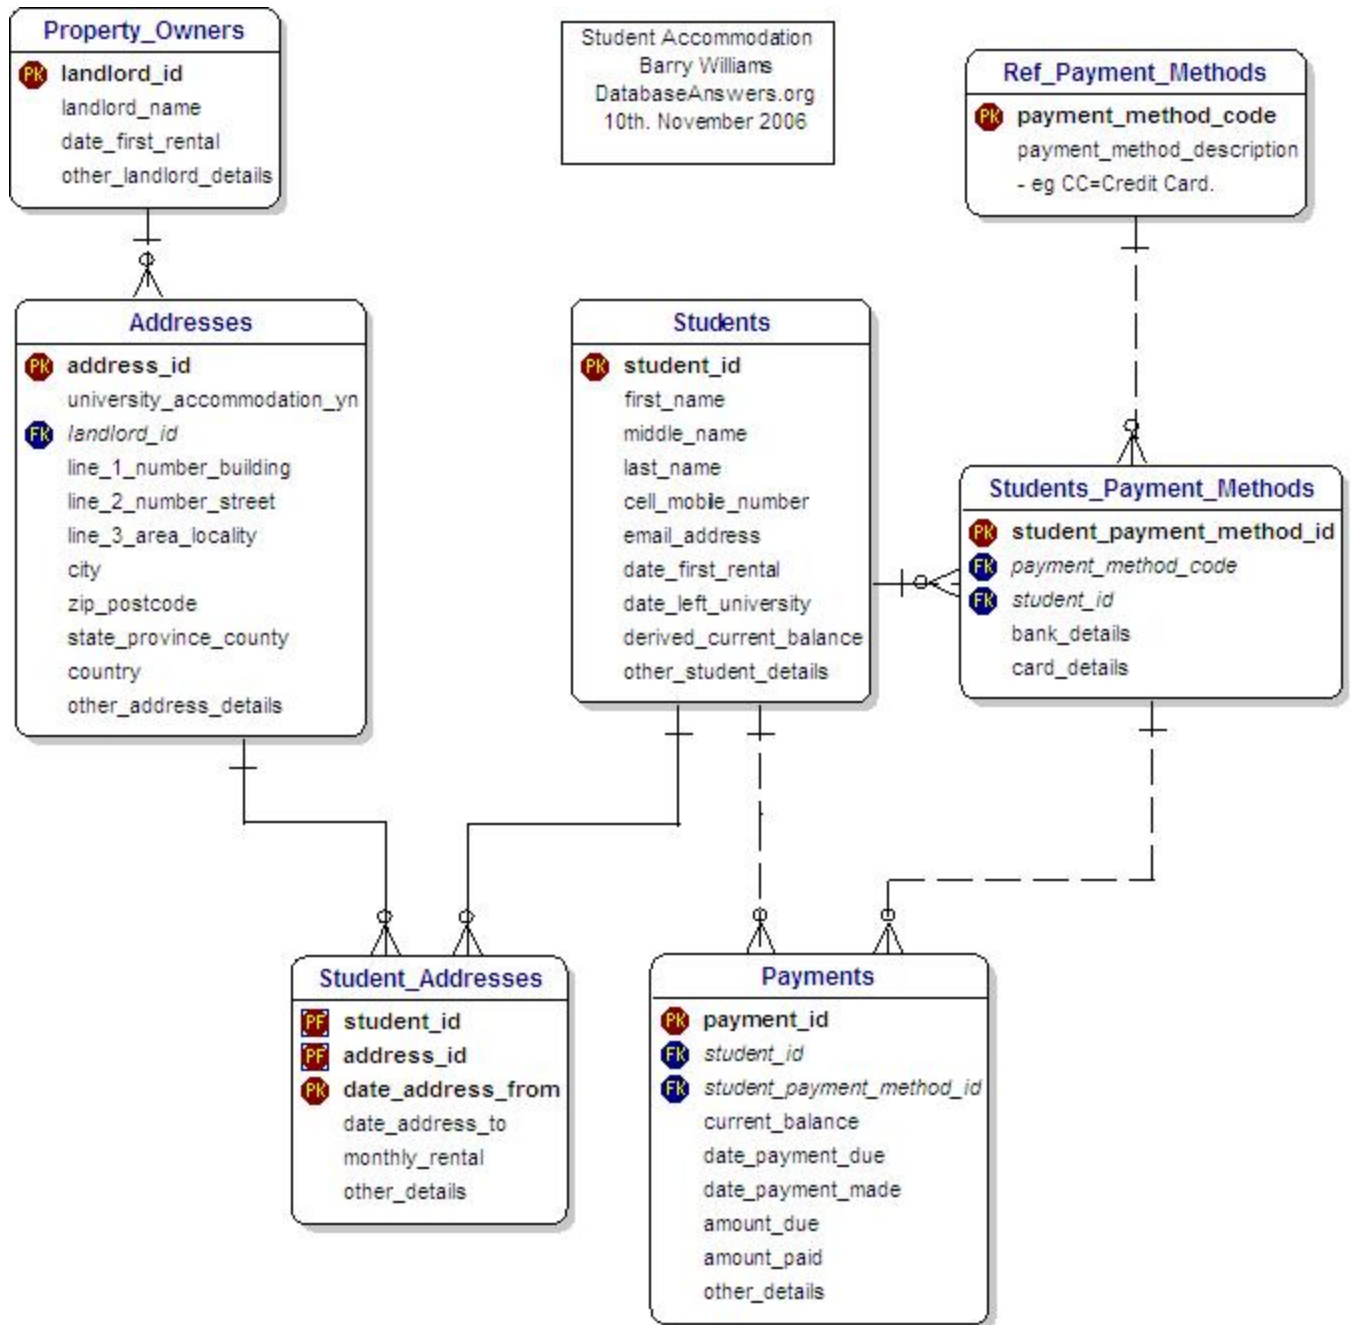 Property_Owners
PK landlord_id
landlord_name
date_first_rental
other_landlord_details
Student Accommodation
Barry Williams
DatabaseAnswers.org
10th. November 2006
Ref_Payment_Methods
PK payment_method_code
payment_method_description
- eg CC=Credit Card.
Addresses
PK address_id
university_accommodation_yn
FK landlord_id
line_1_number_building
line_2_number_street
line_3_area_locality
city
zip_postcode
state_province_county
country
other_address_details
Students
PK student_id
first_name
middle_name
last_name
cell_mobile_number
email_address
date_first_rental
date_left_university
derived_current_balance
other_student_details
Students_Payment_Methods
PK student_payment_method_id
FK payment_method_code
FK student_id
bank_details
card_details
Student_Addresses
PF student_id
PF address_id
PK date_address_from
date_address_to
monthly_rental
other_details
Payments
PK payment_id
FK student_id
FK student_payment_method_id
current_balance
date_payment_due
date_payment_made
amount_due
amount_paid
other_details